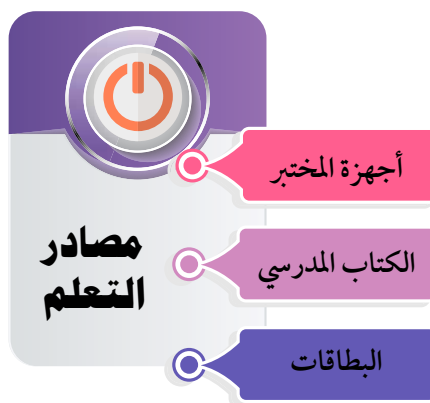 أجهزة المختبر
مصادر
التعلم
الكتاب المدرسي
البطاقات